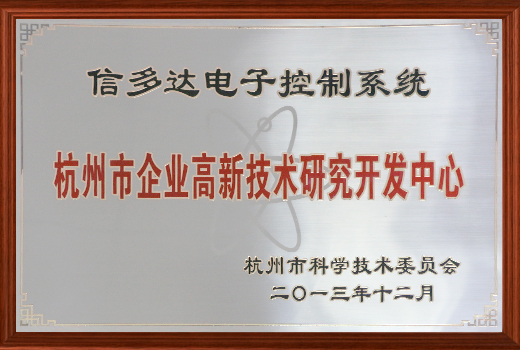 信多达电子控制系统
杭州市企业高新技术研究开发中心
杭州市科学技术委员会
二〇一三年十二月